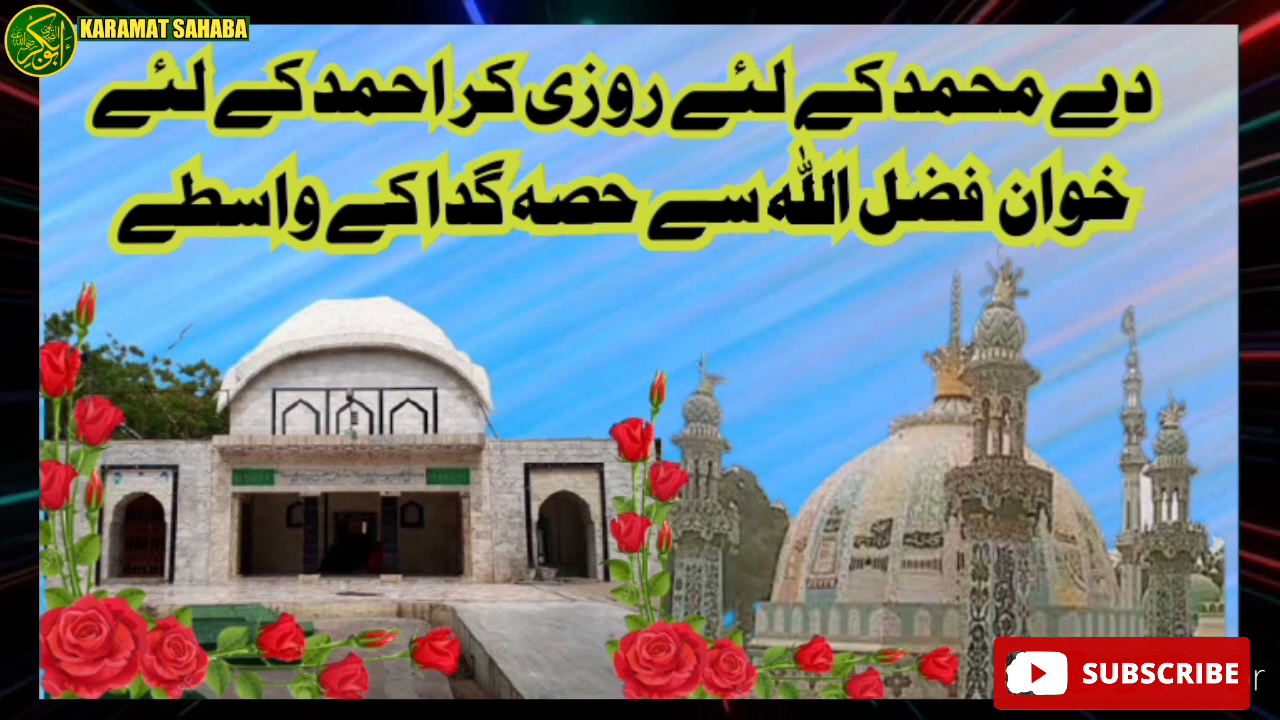 KARAMAT SAHABA
دے محمد کے لئے روزی کر احمد کے لئے
خوان فضل اللہ سے حصہ گدا کے واسطے
SUBSCRIBE
r